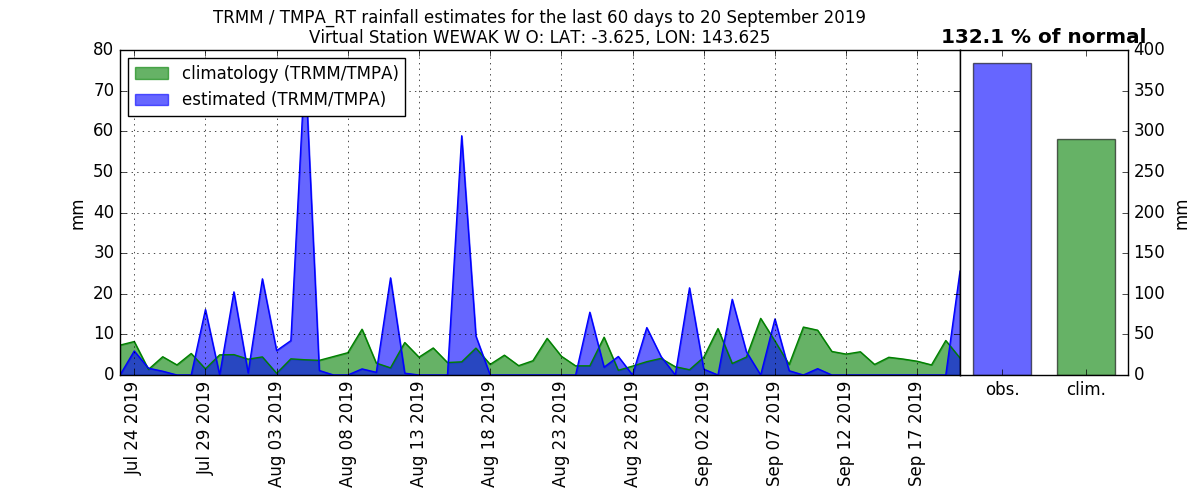 TRMM / TMPA_RT rainfall estimates for the last 60 days to 20 September 2019
Virtual Station WEWAK W O: LAT: -3.625, LON: 143.625
132.1 % of normal
climatology (TRMM/TMPA)
estimated (TRMM/TMPA)
80
70
60
50
40
30
20
10
0
mm
Jul 24 2019
Jul 29 2019
Aug 03 2019
Aug 08 2019
Aug 13 2019
Aug 18 2019
Aug 23 2019
Aug 28 2019
Sep 02 2019
Sep 07 2019
Sep 12 2019
Sep 17 2019
obs.
clim.
400
350
300
250
200
150
100
50
0
mm